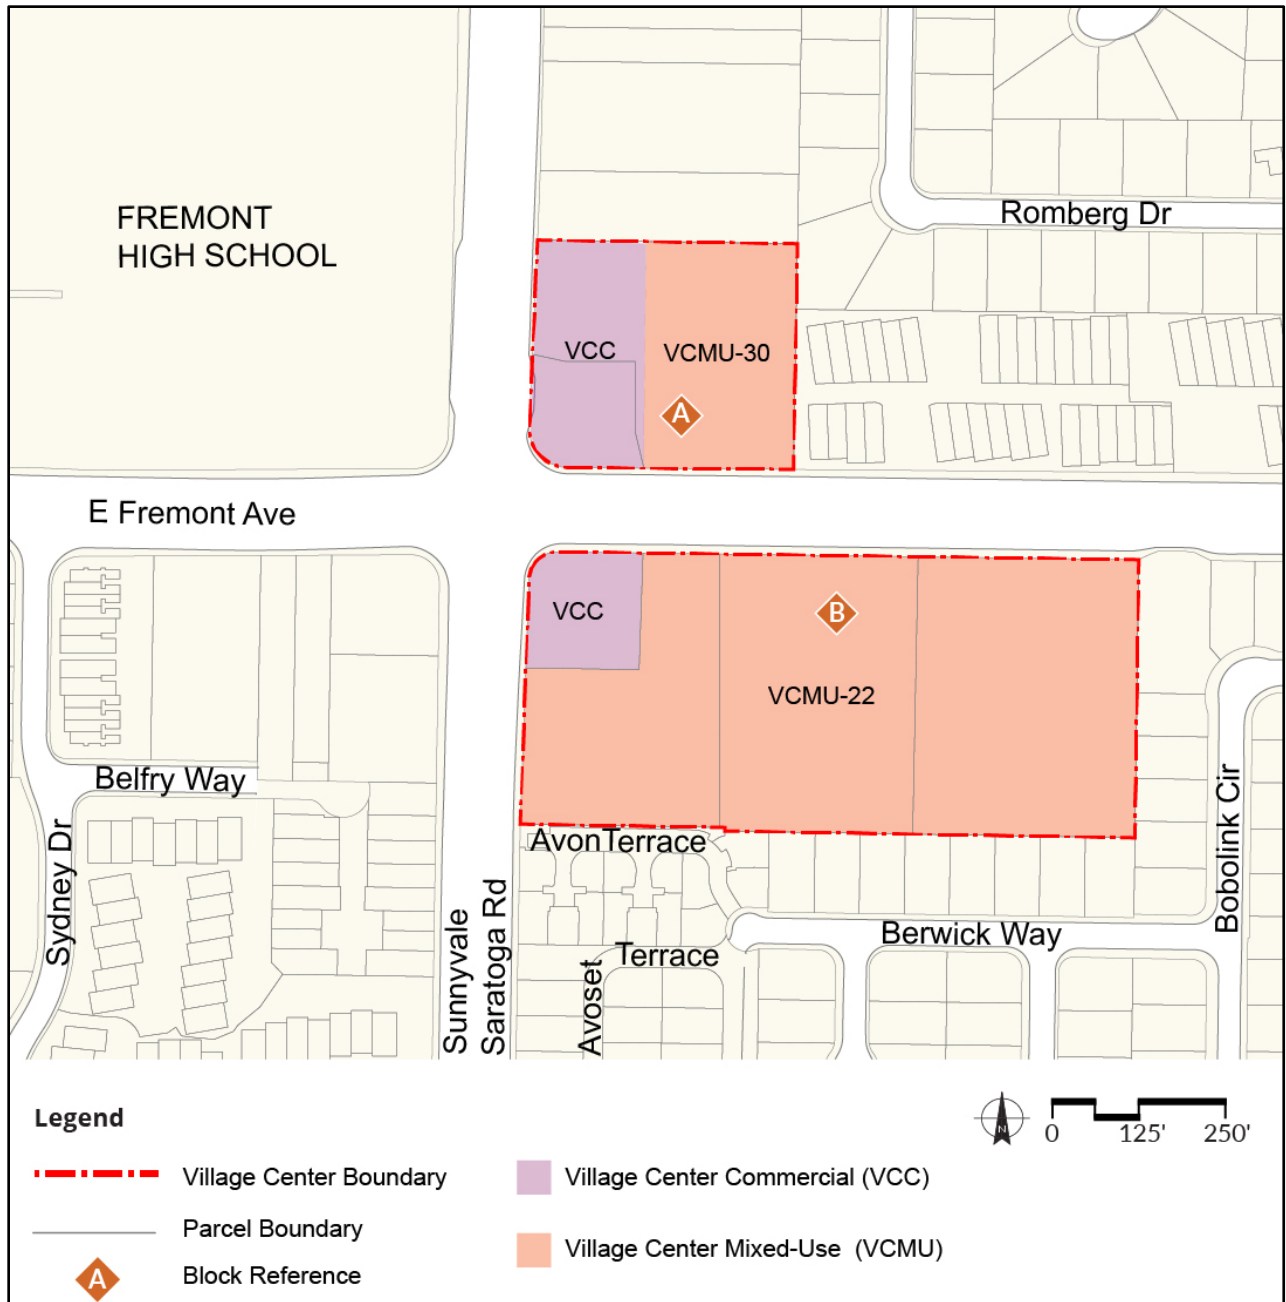 FREMONT
HIGH SCHOOL
Romberg Dr
VCC
VCMU-30
A
E Fremont Ave
VCC
B
VCMU-22
Belfry Way
Sydney Dr
AvonTerrace
Bobolink Cir
Sunnyvale
Saratoga Rd
Berwick Way
Terrace
Avoset
Legend
N
0 125' 250'
Village Center Boundary
Village Center Commercial (VCC)
Parcel Boundary
Village Center Mixed-Use (VCMU)
A
Block Reference